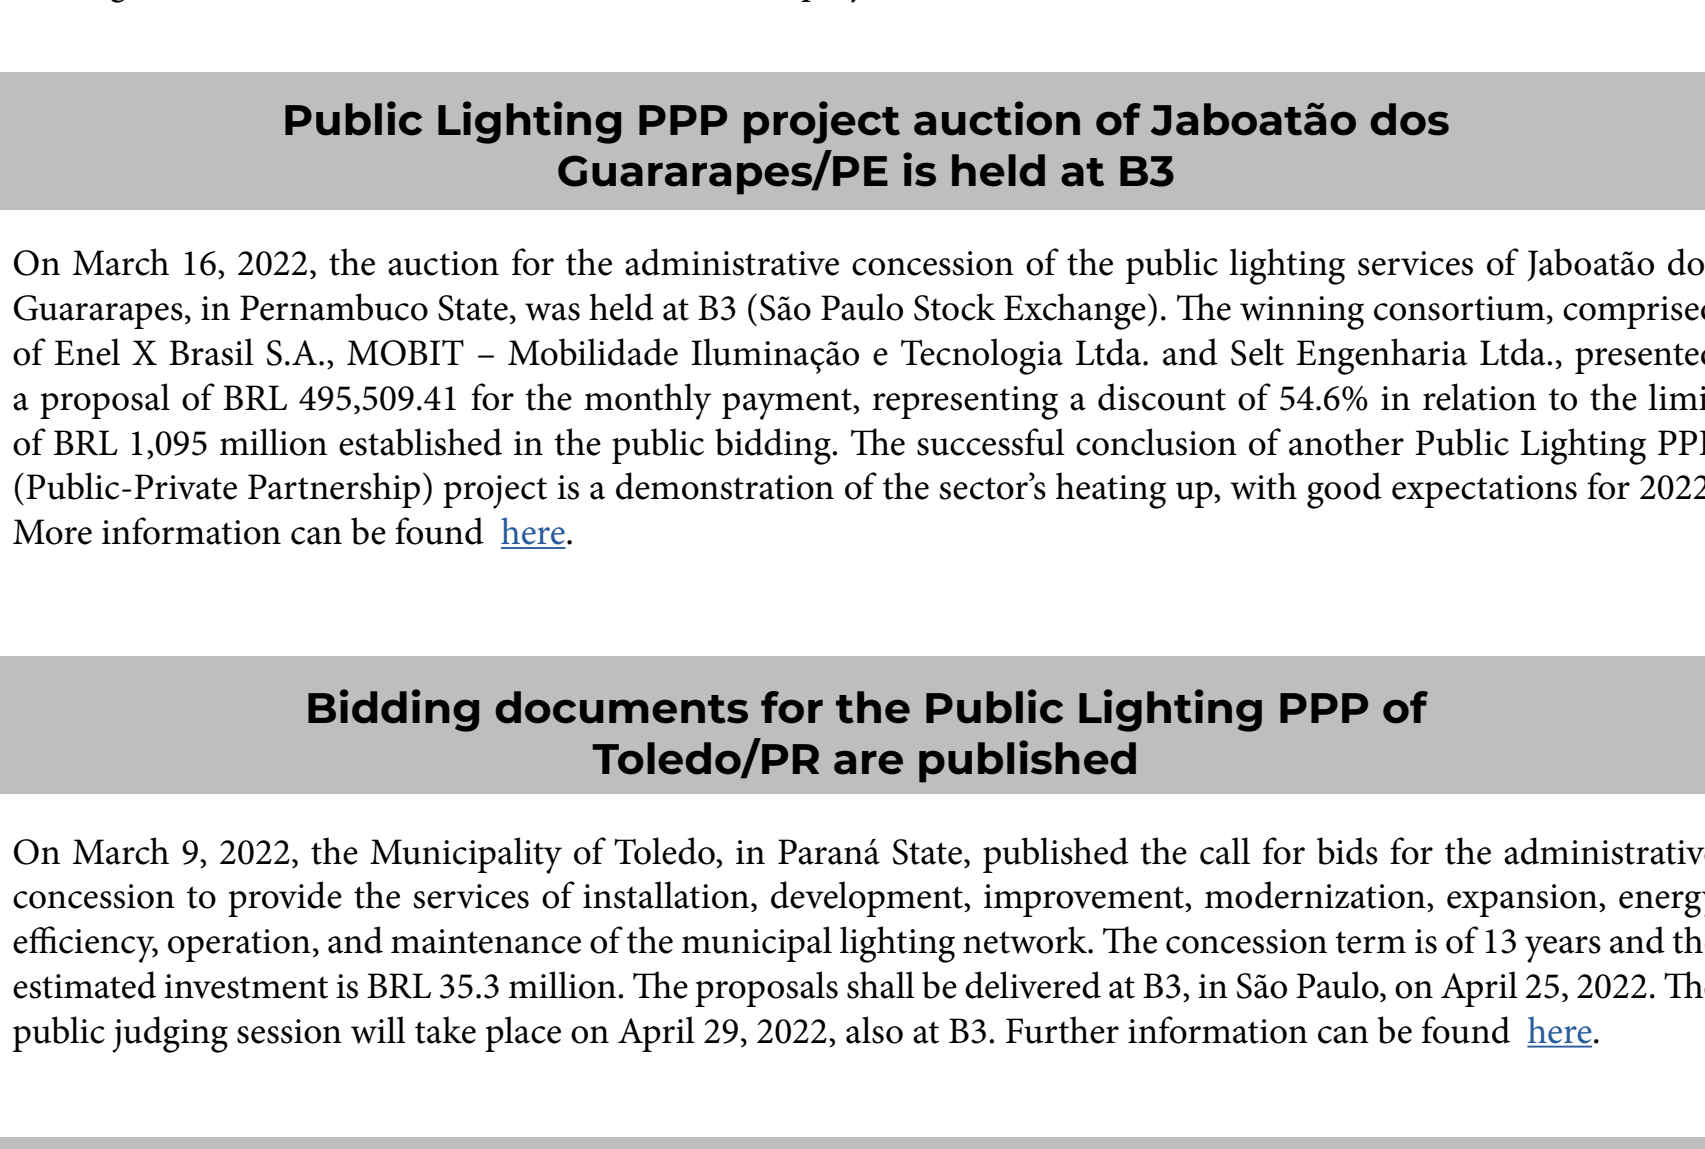 Public Lighting PPP project auction of Jaboatão dos
Guararapes/PE is held at B3
On March 16, 2022, the auction for the administrative concession of the public lighting services of Jaboatão do
Guararapes, in Pernambuco State, was held at B3 (São Paulo Stock Exchange). The winning consortium, comprised
of Enel X Brasil S.A., MOBIT – Mobilidade Iluminação e Tecnologia Ltda. and Selt Engenharia Ltda., presented
a proposal of BRL 495,509.41 for the monthly payment, representing a discount of 54.6% in relation to the limi
of BRL 1,095 million established in the public bidding. The successful conclusion of another Public Lighting PPP
(Public-Private Partnership) project is a demonstration of the sector's heating up, with good expectations for 2022
More information can be found here.
Bidding documents for the Public Lighting PPP of
Toledo/PR are published
On March 9, 2022, the Municipality of Toledo, in Paraná State, published the call for bids for the administrative
concession to provide the services of installation, development, improvement, modernization, expansion, energy
efficiency, operation, and maintenance of the municipal lighting network. The concession term is of 13 years and the
estimated investment is BRL 35.3 million. The proposals shall be delivered at B3, in São Paulo, on April 25, 2022. The
public judging session will take place on April 29, 2022, also at B3. Further information can be found here.